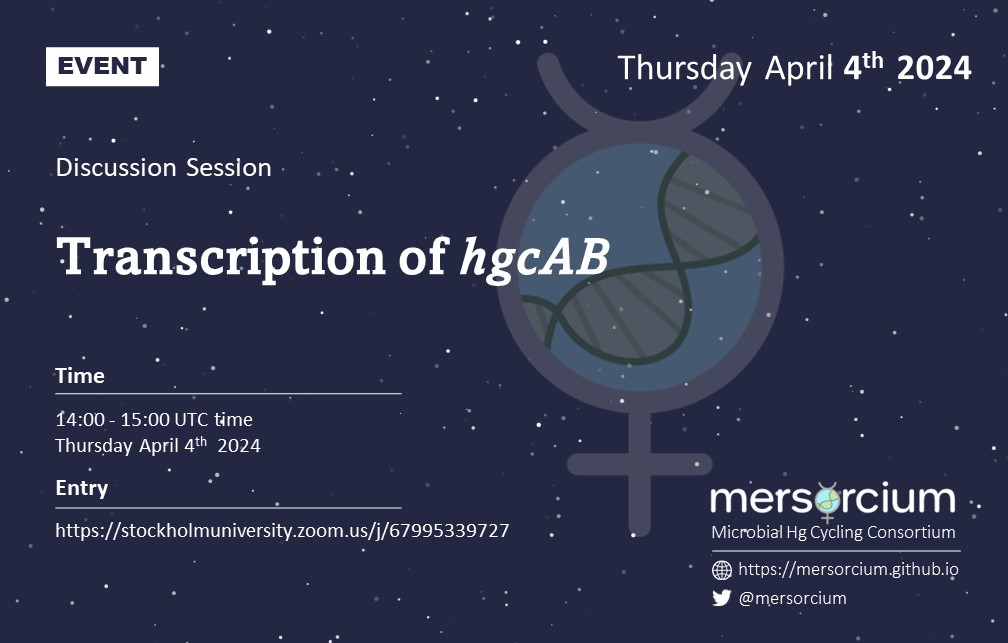 EVENT
Thursday April 4th 2024
Discussion Session
Transcription of hgcAB
Time
14:00 - 15:00 UTC time
Thursday April 4th 2024
Entry
https://stockholmuniversity.zoom.us/j/67995339727
mersorcium
Microbial Hg Cycling Consortium
https://mersorcium.github.io
@mersorcium